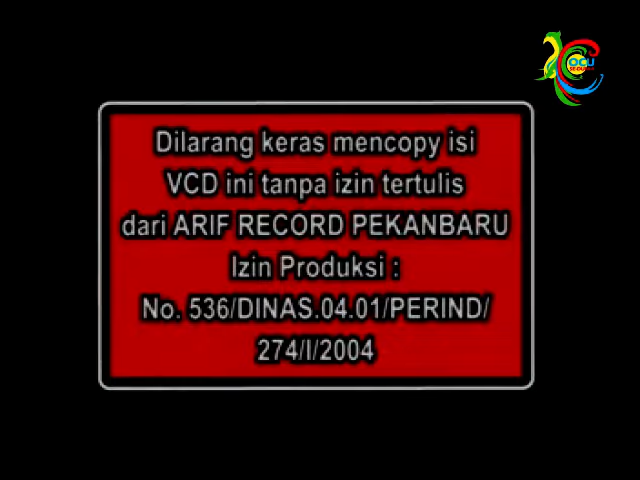 OCU
Dilarang keras mencopy isi
VCD ini tanpa izin tertulis
dari ARIF RECORD PEKANBARU
Izin Produksi :
No. 536/DINAS.04.01/PERIND/
274/I/2004